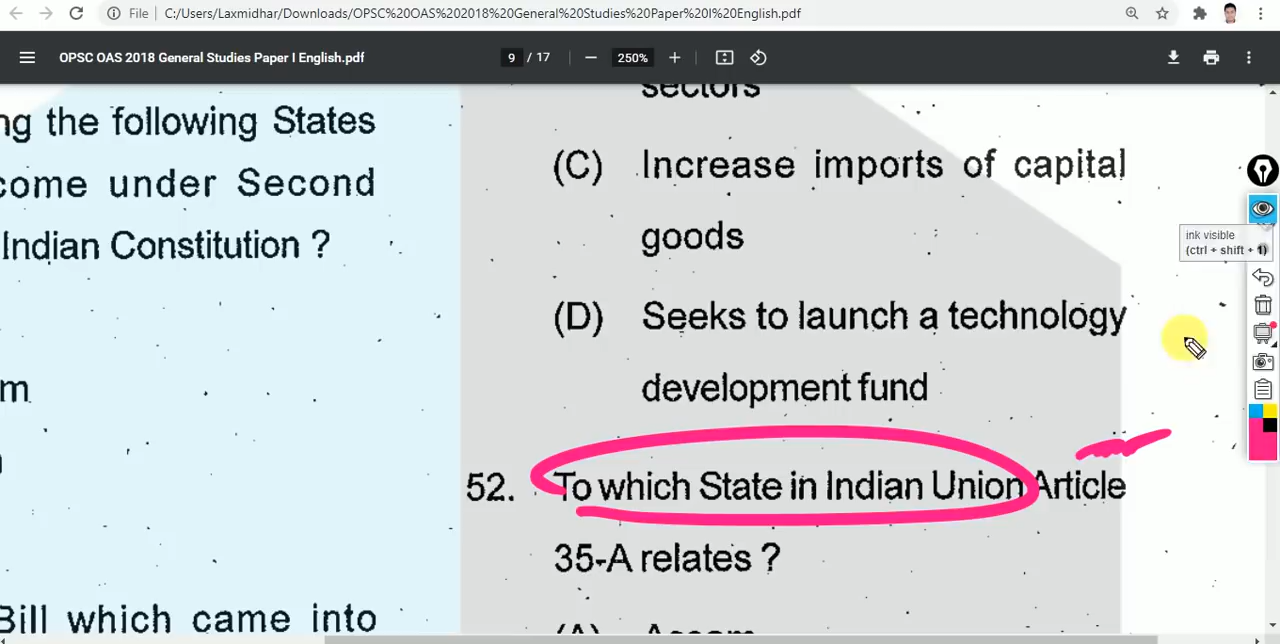 File | C:/Users/Laxmidhar/Downloads/OPSC%20OAS%202018%20General%20Studies%20Paper%20I%20English.pdf
OPSC OAS 2018 General Studies Paper I English.pdf
9 / 17
250%
ng the following States
come under Second
Indian Constitution ?
m
Bill which came into
sectors
(C) Increase imports of capital
goods
(D) Seeks to launch a technology
development fund
52. To which State in Indian Union Article
35-A relates ?
(A) Assam
ink visible
(ctrl + shift + 1)